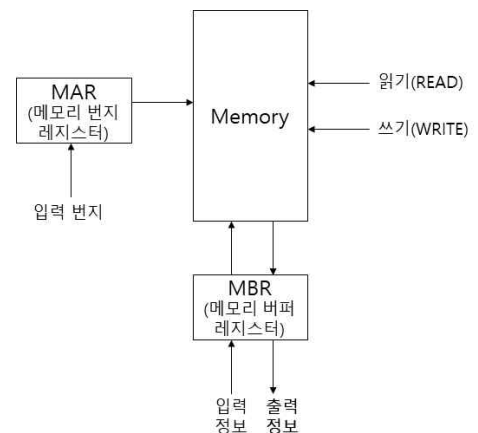 MAR
(메모리 번지
레지스터)
입력 번지
Memory
읽기(READ)
쓰기(WRITE)
MBR
(메모리 버퍼
레지스터)
입력
정보
출력
정보